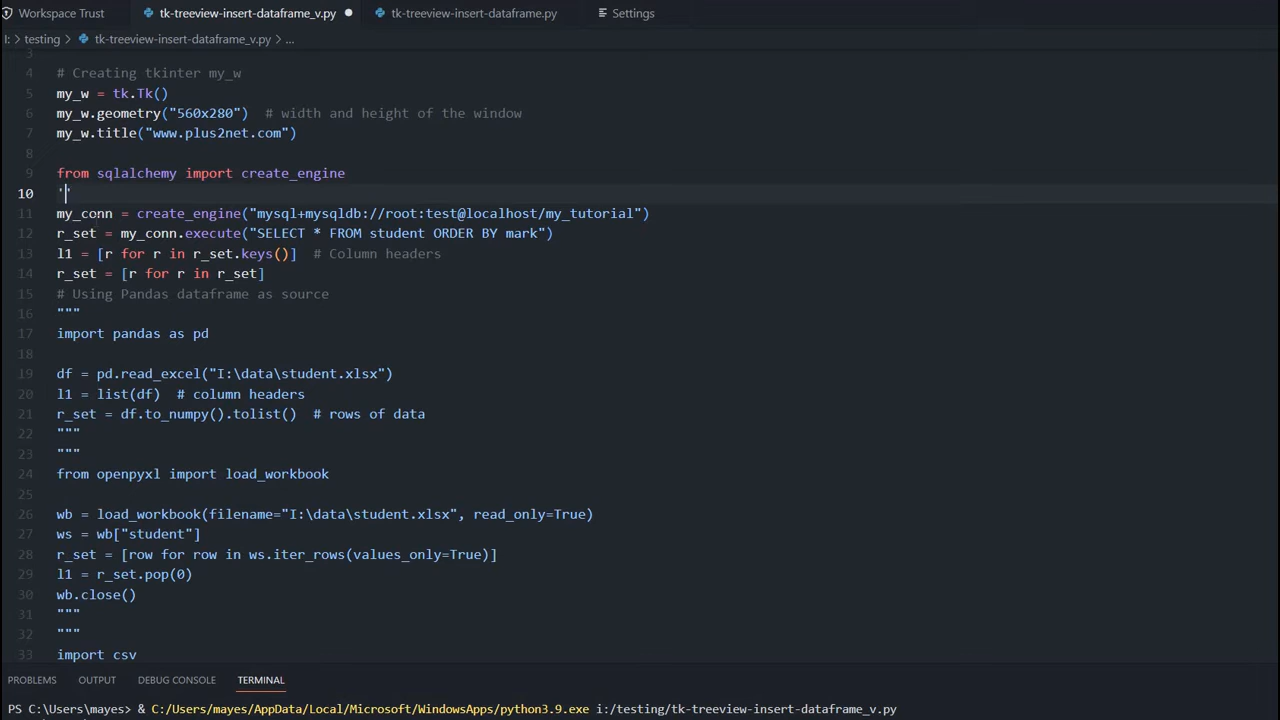 Workspace Trust tk-treeview-insert-dataframe_v.py tk-treeview-insert-dataframe.py Settings
I: > testing > tk-treeview-insert-dataframe_v.py > ...
3
4 # Creating tkinter my_w
5 my_w = tk.Tk()
6 my_w.geometry("560x280")  # width and height of the window
7 my_w.title("www.plus2net.com")
8
9 from sqlalchemy import create_engine
10 ''
11 my_conn = create_engine("mysql+mysqldb://root:test@localhost/my_tutorial")
12 r_set = my_conn.execute("SELECT * FROM student ORDER BY mark")
13 l1 = [r for r in r_set.keys()]  # Column headers
14 r_set = [r for r in r_set]
15 # Using Pandas dataframe as source
16 """
17 import pandas as pd
18
19 df = pd.read_excel("I:\data\student.xlsx")
20 l1 = list(df)  # column headers
21 r_set = df.to_numpy().tolist()  # rows of data
22 """
23 """
24 from openpyxl import load_workbook
25
26 wb = load_workbook(filename="I:\data\student.xlsx", read_only=True)
27 ws = wb["student"]
28 r_set = [row for row in ws.iter_rows(values_only=True)]
29 l1 = r_set.pop(0)
30 wb.close()
31 """
32 """
33 import csv
PROBLEMS OUTPUT DEBUG CONSOLE TERMINAL
PS C:\Users\mayes> & C:/Users/mayes/AppData/Local/Microsoft/WindowsApps/python3.9.exe i:/testing/tk-treeview-insert-dataframe_v.py